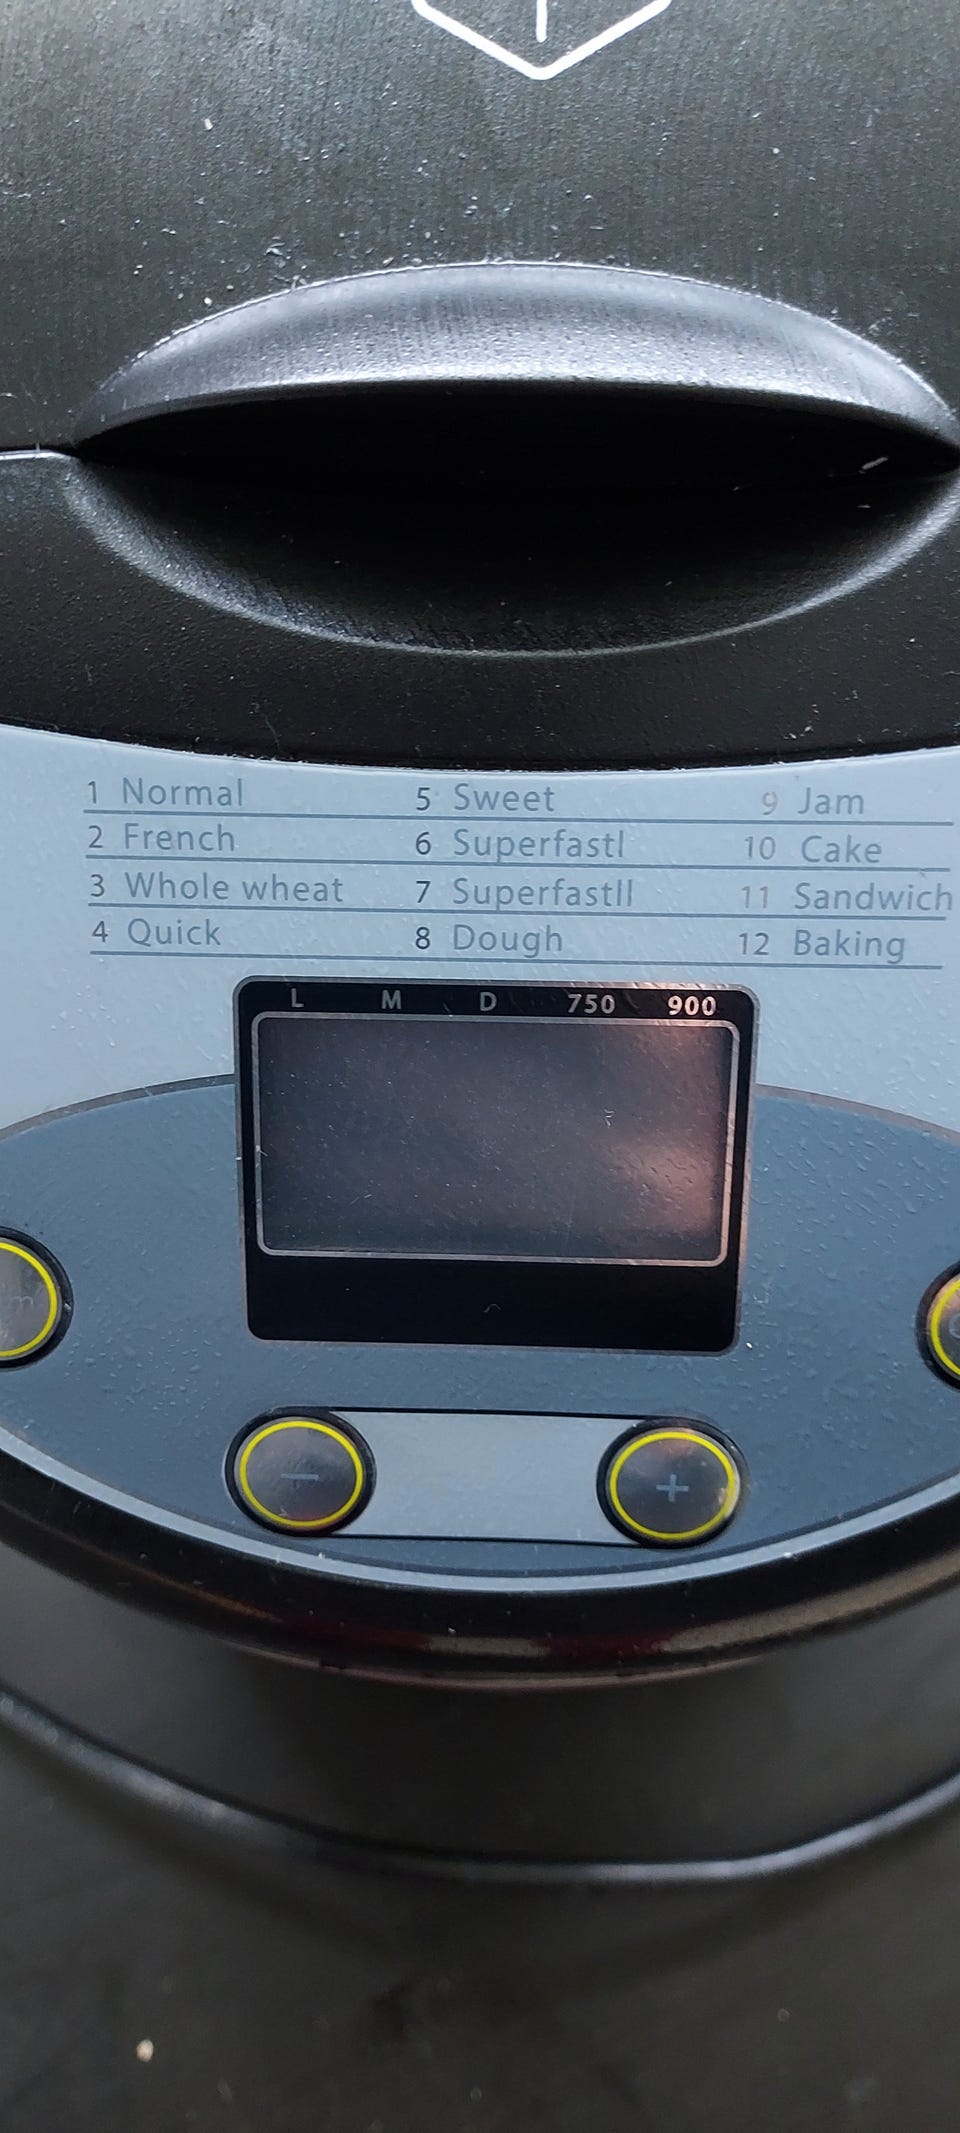 1 Normal 5 Sweet 9 Jam
2 French 6 SuperfastI 10 Cake
3 Whole wheat 7 SuperfastII 11 Sandwich
4 Quick 8 Dough 12 Baking
L M D 750 900
- +